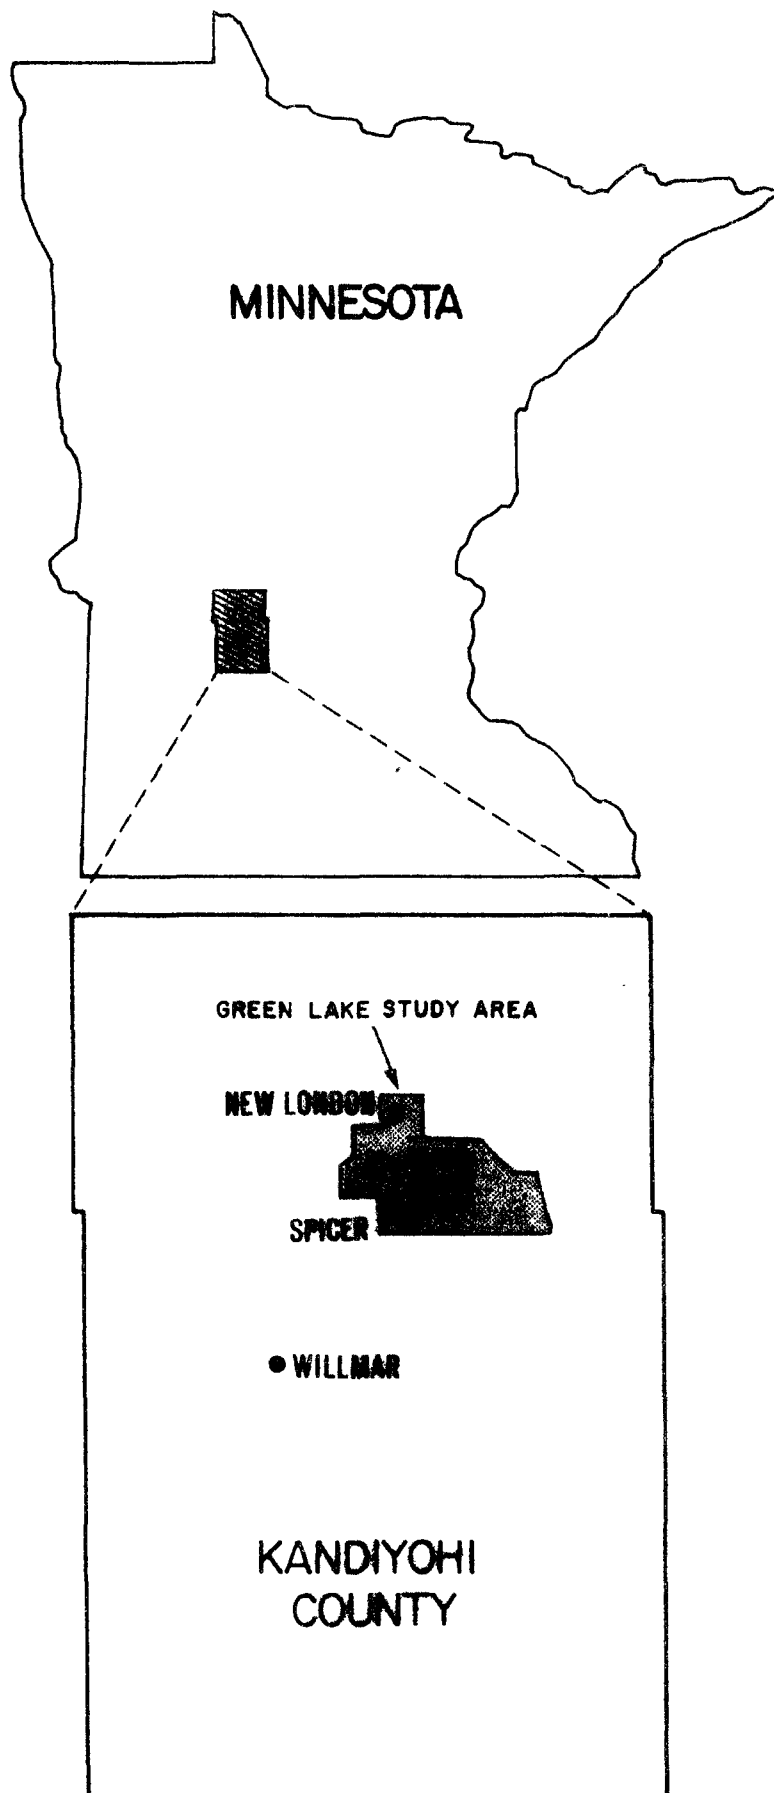 MINNESOTA
GREEN LAKE STUDY AREA
NEW LONDON
SPICER
WILLMAR
KANDIYOHI
COUNTY